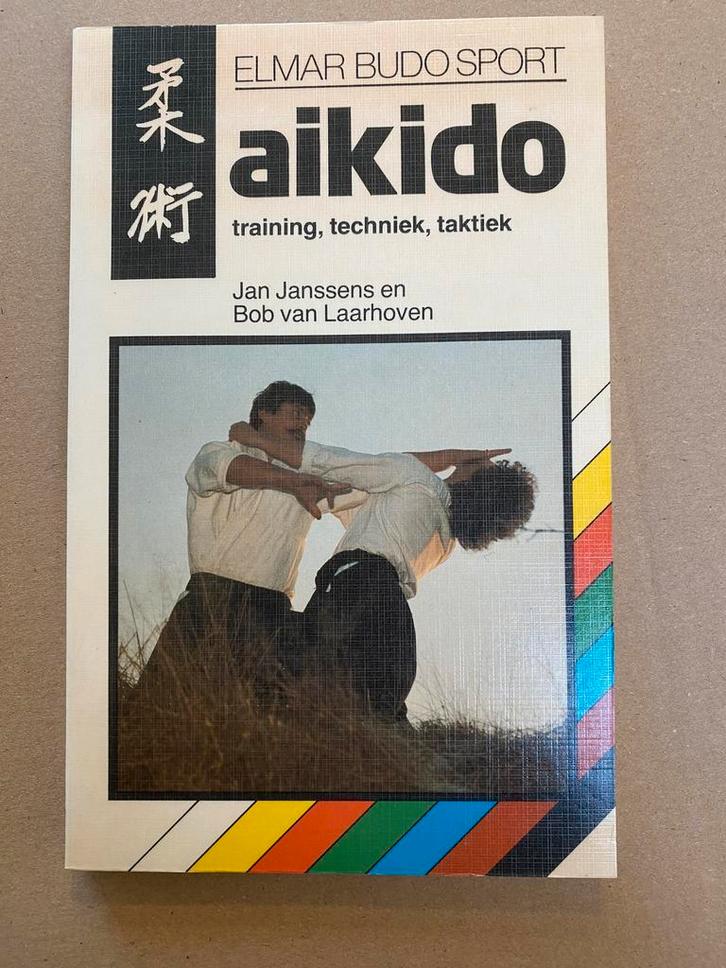 柔術
ELMAR BUDO SPORT
aikido
training, techniek, taktiek
Jan Janssens en
Bob van Laarhoven